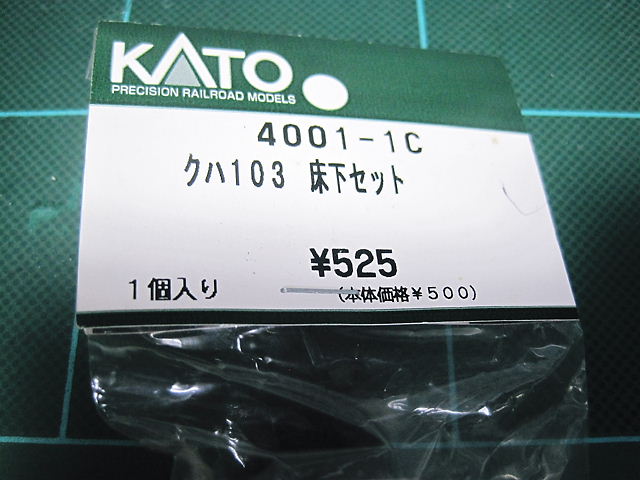 KATO
PRECISION RAILROAD MODELS
4001-1C
クハ103 床下セット
¥525
1個入り
(本体価格¥500)